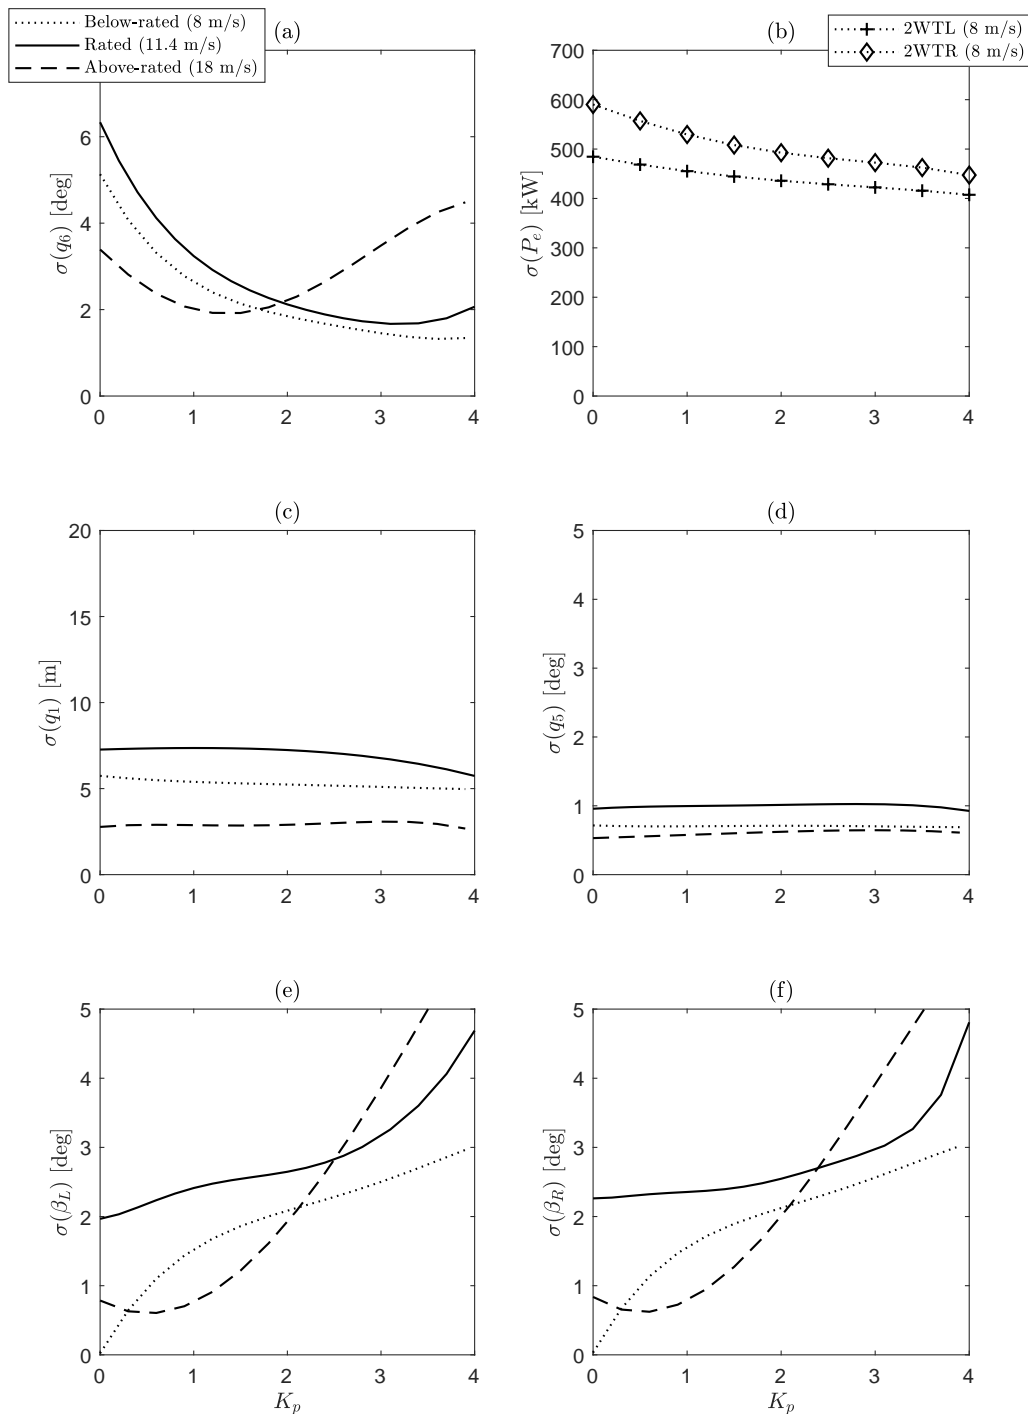 Below-rated (8 m/s)
Rated (11.4 m/s)
Above-rated (18 m/s)
(a)
σ(q₆) [deg]
6
4
2
0
0 1 2 3 4
(b)
2WTL (8 m/s)
2WTR (8 m/s)
σ(Pₑ) [kW]
700
600
500
400
300
200
100
0
0 1 2 3 4
(c)
σ(q₁) [m]
20
15
10
5
0
0 1 2 3 4
(d)
σ(q₅) [deg]
5
4
3
2
1
0
0 1 2 3 4
(e)
σ(β_L) [deg]
5
4
3
2
1
0
0 1 2 3 4
K_p
(f)
σ(β_R) [deg]
5
4
3
2
1
0
0 1 2 3 4
K_p